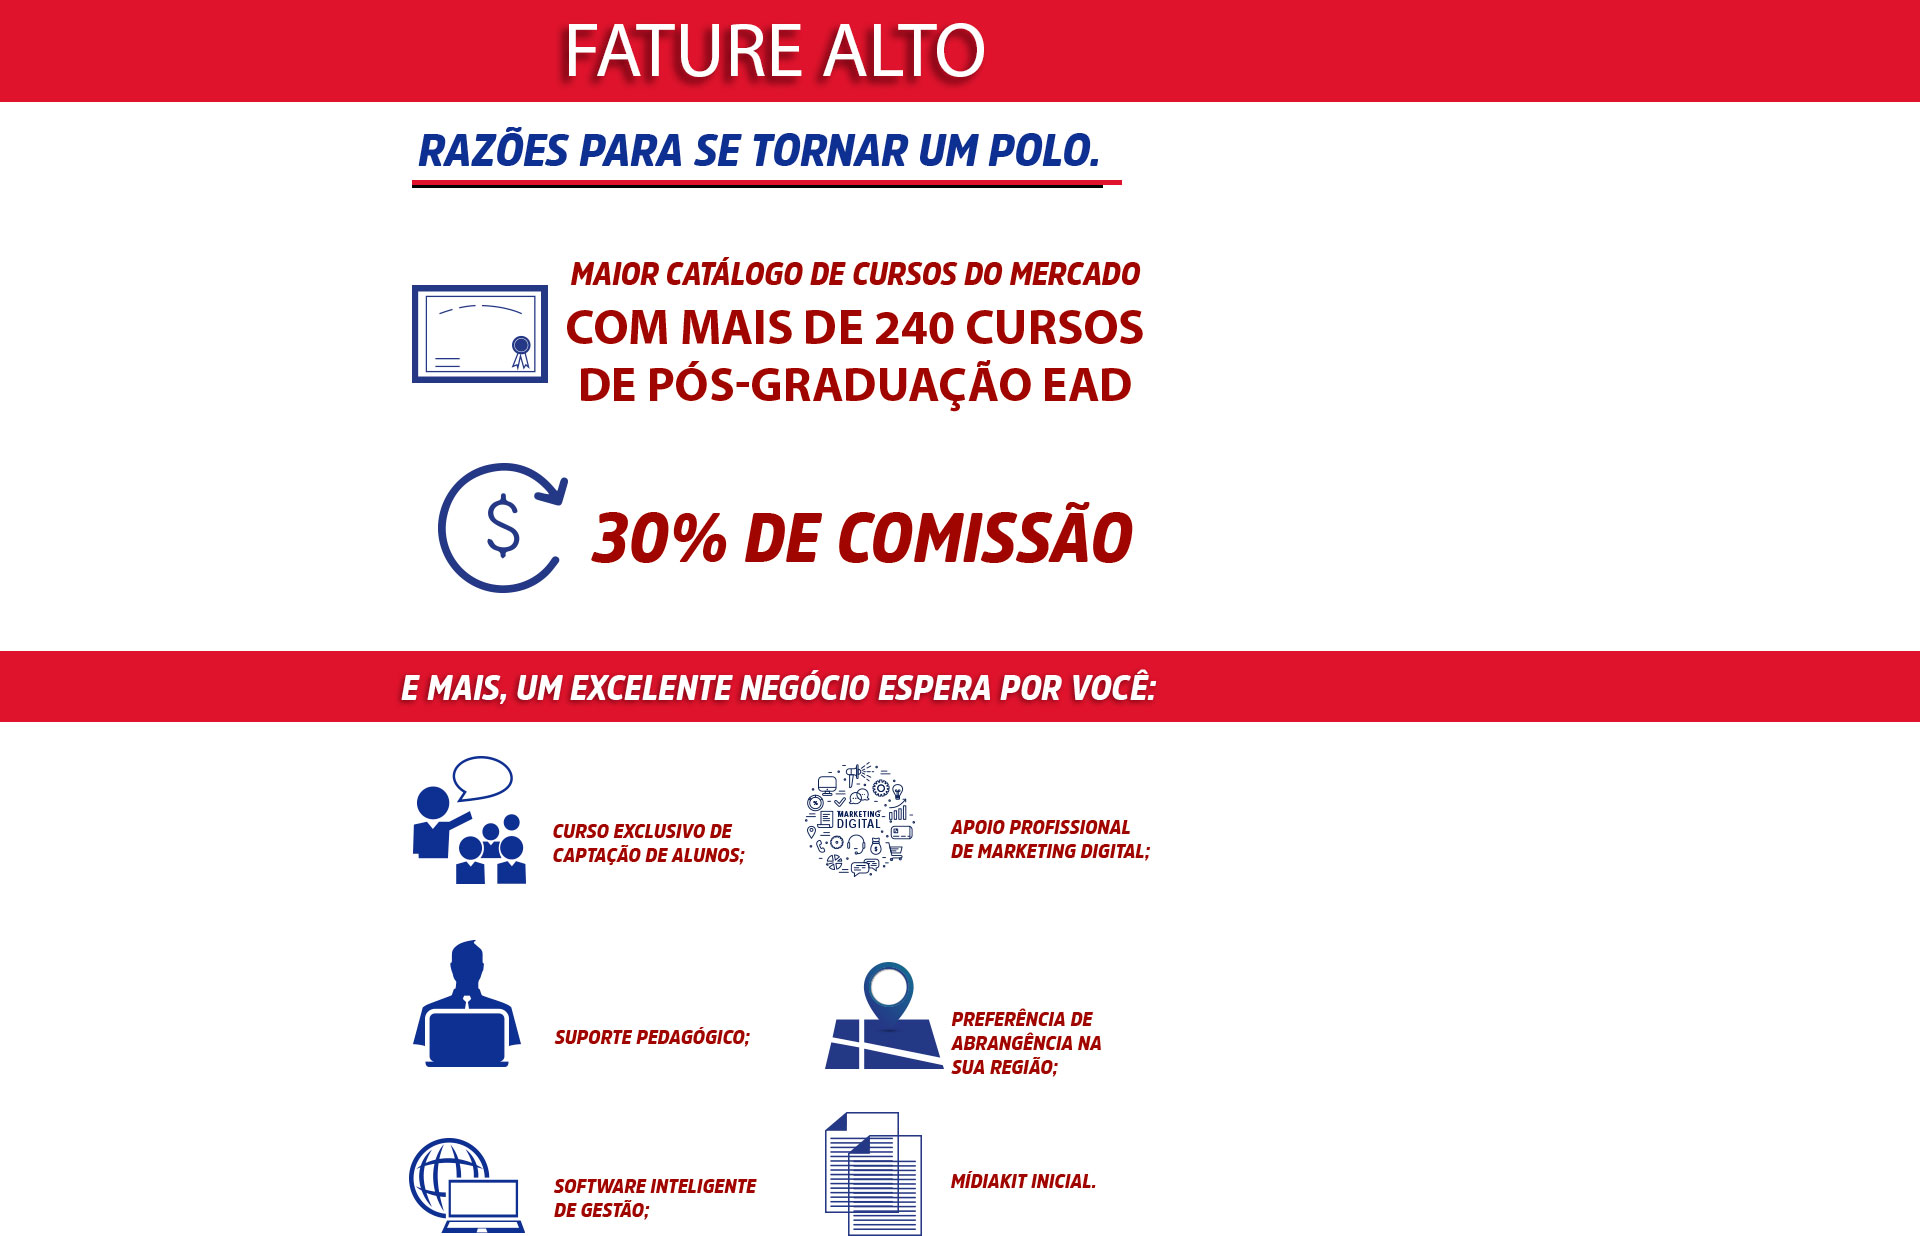 FATURE ALTO
RAZÕES PARA SE TORNAR UM POLO.
MAIOR CATÁLOGO DE CURSOS DO MERCADO
COM MAIS DE 240 CURSOS
DE PÓS-GRADUAÇÃO EAD
30% DE COMISSÃO
E MAIS, UM EXCELENTE NEGÓCIO ESPERA POR VOCÊ:
CURSO EXCLUSIVO DE
CAPTAÇÃO DE ALUNOS;
MARKETING
DIGITAL
APOIO PROFISSIONAL
DE MARKETING DIGITAL;
SUPORTE PEDAGÓGICO;
PREFERÊNCIA DE
ABRANGÊNCIA NA
SUA REGIÃO;
SOFTWARE INTELIGENTE
DE GESTÃO;
MÍDIAKIT INICIAL.